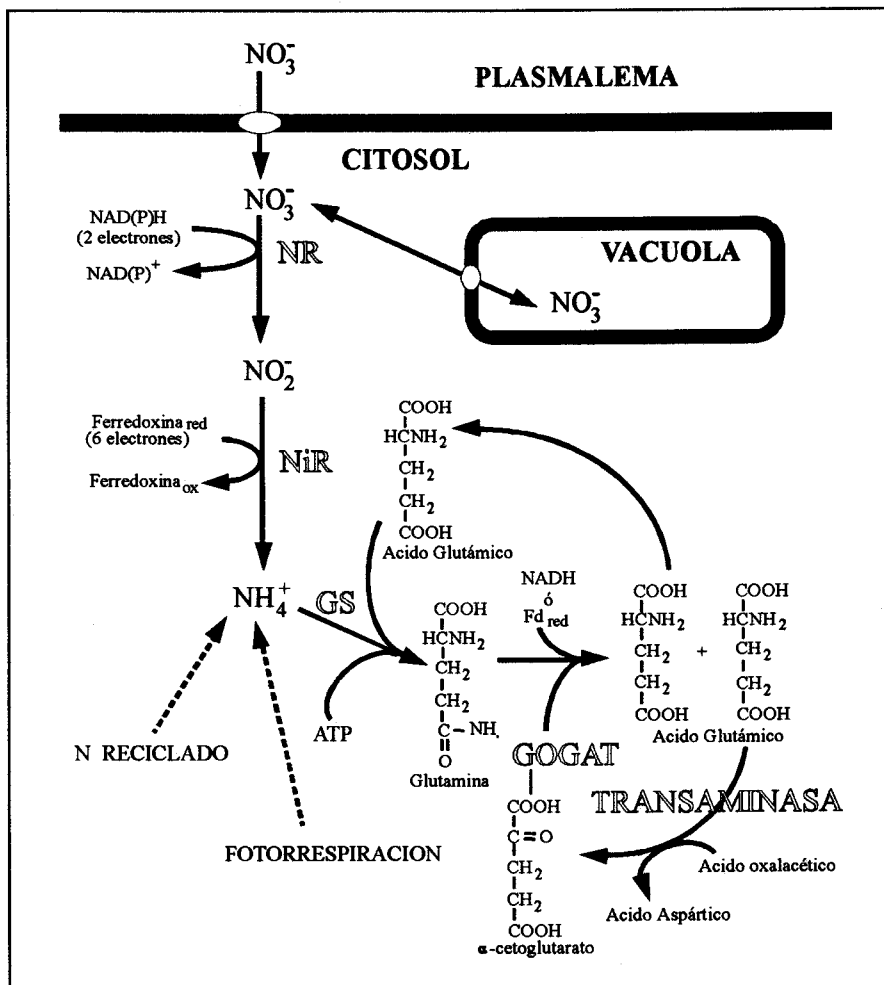 NO₃⁻
PLASMALEMA
CITOSOL
NO₃⁻
NAD(P)H
(2 electrones)
NR
NAD(P)⁺
VACUOLA
NO₃⁻
NO₂⁻
Ferredoxina red
(6 electrones)
NiR
Ferredoxina ox
COOH
HCNH₂
CH₂
CH₂
COOH
Acido Glutámico
NH₄⁺
GS
ATP
COOH
HCNH₂
CH₂
CH₂
C-NH.
O
Glutamina
NADH
ó
Fd red
COOH
HCNH₂
CH₂
CH₂
COOH
+
COOH
HCNH₂
CH₂
CH₂
COOH
Acido Glutámico
N RECICLADO
FOTORRESPIRACION
GOGAT
TRANSAMINASA
COOH
C=O
CH₂
CH₂
COOH
α-cetoglutarato
Acido oxalacético
Acido Aspártico